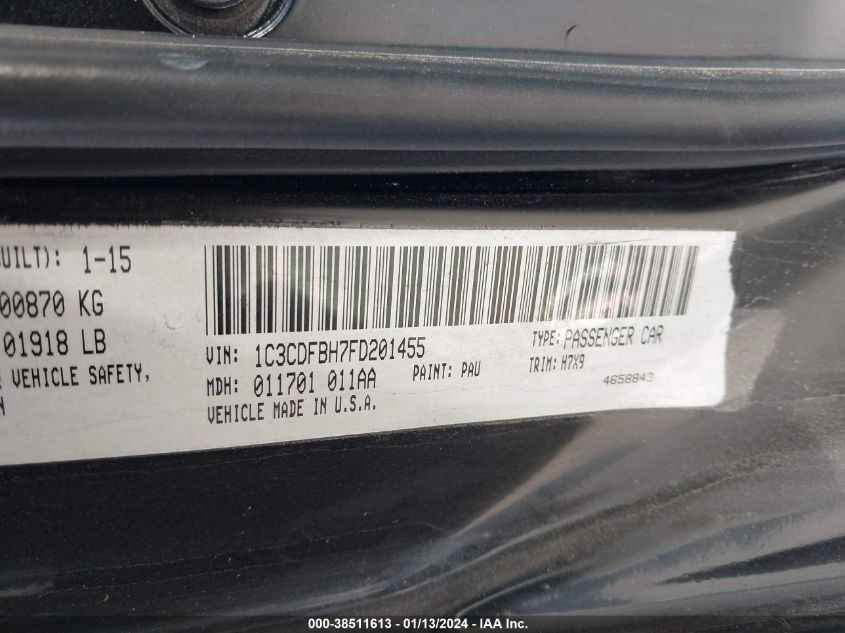 BUILT): 1-15
00870 KG
01918 LB
VEHICLE SAFETY,
VIN: 1C3CDFBH7FD201455
TYPE: PASSENGER CAR
MDH: 011701 011AA
PAINT: PAU
TRIM: H7X9
4658843
VEHICLE MADE IN U.S.A.
000-38511613 - 01/13/2024 - IAA Inc.